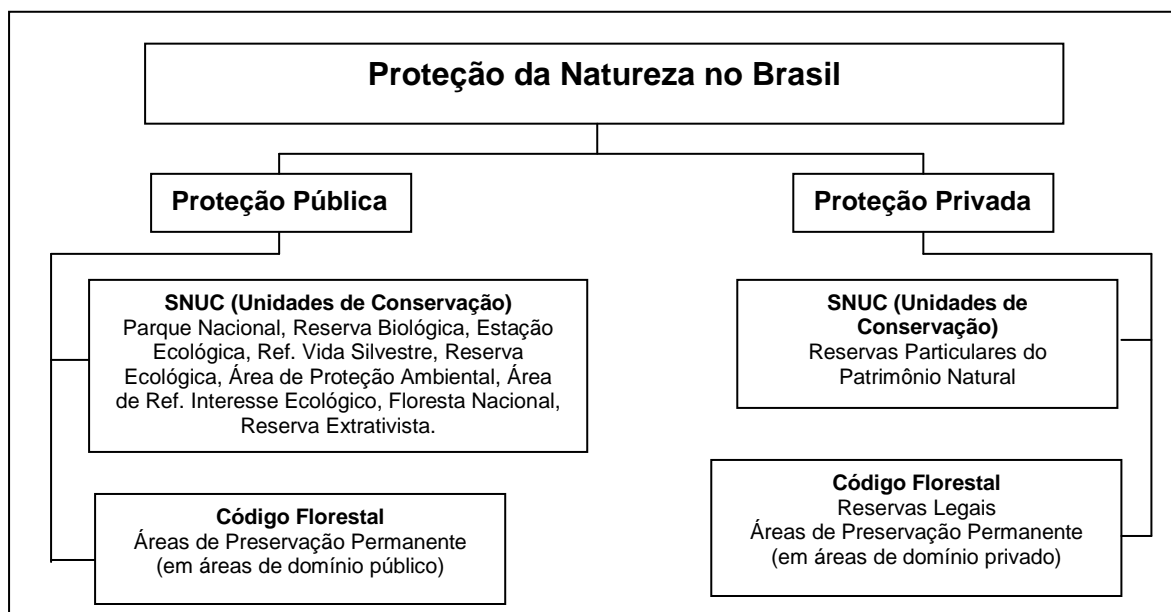 Proteção da Natureza no Brasil
Proteção Pública
Proteção Privada
SNUC (Unidades de Conservação)
Parque Nacional, Reserva Biológica, Estação
Ecológica, Ref. Vida Silvestre, Reserva
Ecológica, Área de Proteção Ambiental, Área
de Ref. Interesse Ecológico, Floresta Nacional,
Reserva Extrativista.
SNUC (Unidades de
Conservação)
Reservas Particulares do
Patrimônio Natural
Código Florestal
Áreas de Preservação Permanente
(em áreas de domínio público)
Código Florestal
Reservas Legais
Áreas de Preservação Permanente
(em áreas de domínio privado)